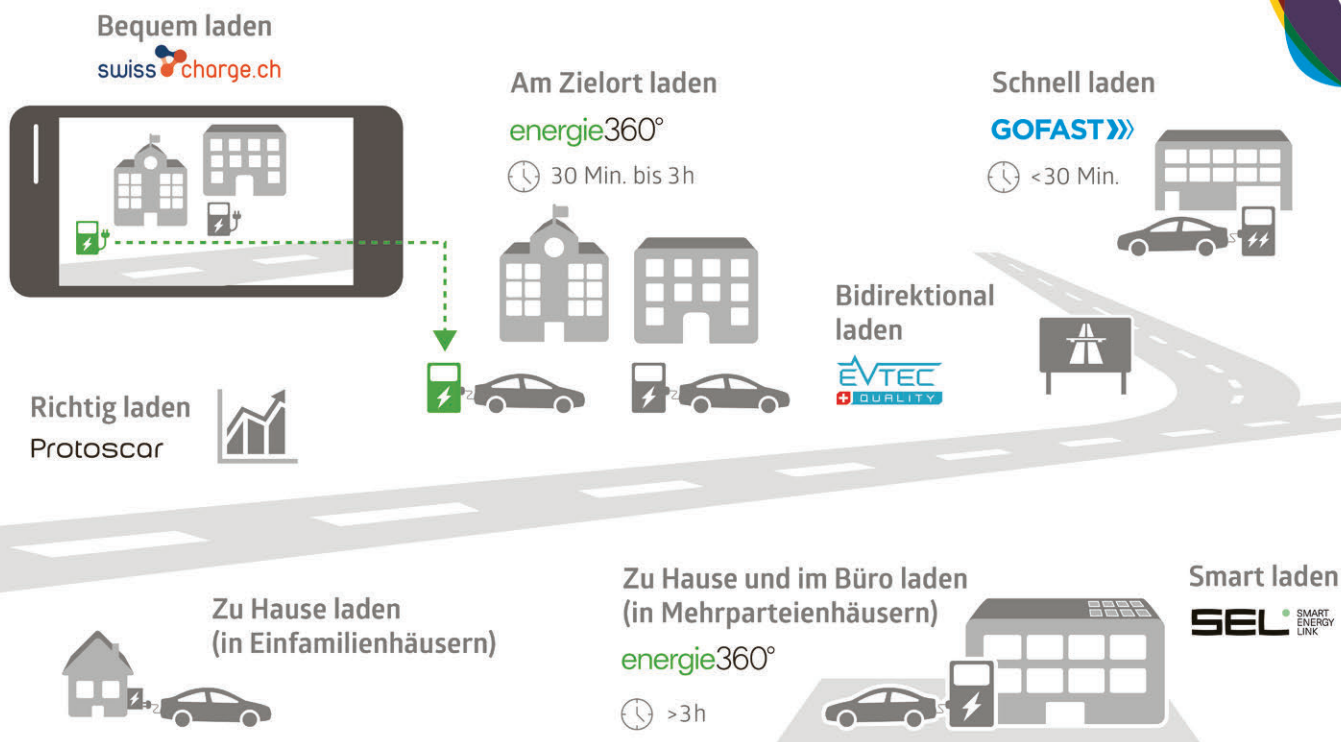 Bequem laden
swisscharge.ch
Am Zielort laden
energie360°
30 Min. bis 3h
Schnell laden
GOFAST
<30 Min.
Bidirektional
laden
EVTEC
QUALITY
Richtig laden
Protoscar
Zu Hause laden
(in Einfamilienhäusern)
Zu Hause und im Büro laden
(in Mehrparteienhäusern)
energie360°
>3h
Smart laden
SEL SMART
ENERGY
LINK